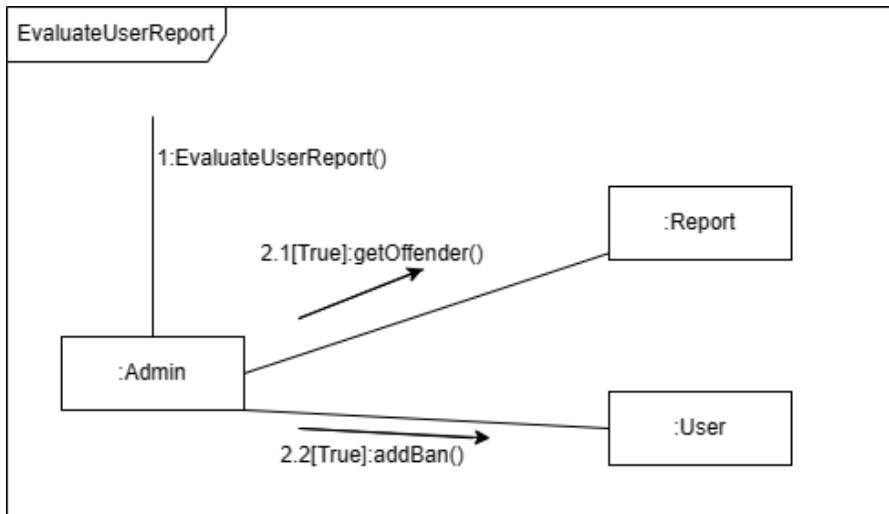 EvaluateUserReport
1:EvaluateUserReport()
:Report
2.1[True]:getOffender()
:Admin
:User
2.2[True]:addBan()